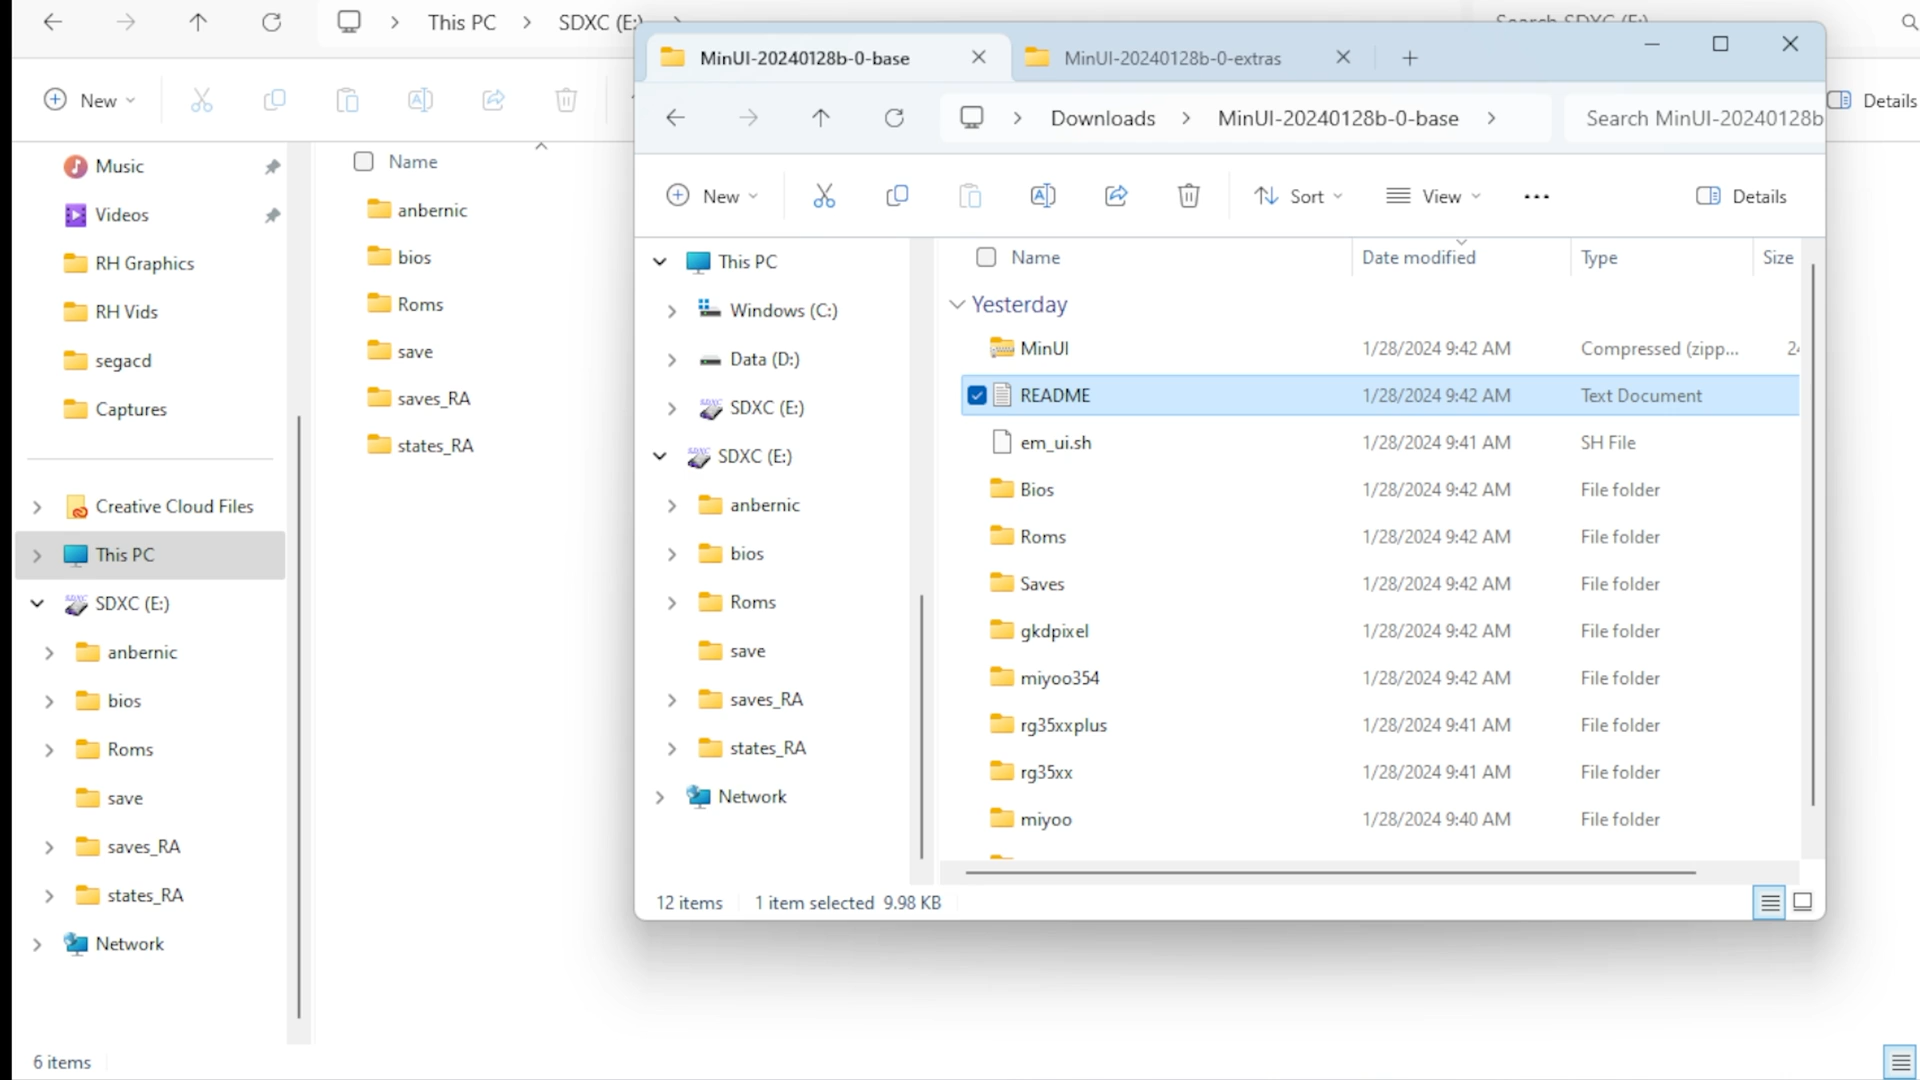 This PC
SDXC (E:)
New
Music
Videos
RH Graphics
RH Vids
segacd
Captures
Creative Cloud Files
This PC
SDXC (E:)
anbernic
bios
Roms
save
saves_RA
states_RA
Network
6 items
Name
anbernic
bios
Roms
save
saves_RA
states_RA
Search SDXC (E:)
Details
MinUI-20240128b-0-base
MinUI-20240128b-0-extras
Downloads
MinUI-20240128b-0-base
Search MinUI-20240128b
New
Sort
View
Details
This PC
Windows (C:)
Data (D:)
SDXC (E:)
SDXC (E:)
anbernic
bios
Roms
save
saves_RA
states_RA
Network
Name Date modified Type Size
Yesterday
MinUI 1/28/2024 9:42 AM Compressed (zipp...
README 1/28/2024 9:42 AM Text Document
em_ui.sh 1/28/2024 9:41 AM SH File
Bios 1/28/2024 9:42 AM File folder
Roms 1/28/2024 9:42 AM File folder
Saves 1/28/2024 9:42 AM File folder
gkdpixel 1/28/2024 9:42 AM File folder
miyoo354 1/28/2024 9:42 AM File folder
rg35xxplus 1/28/2024 9:41 AM File folder
rg35xx 1/28/2024 9:41 AM File folder
miyoo 1/28/2024 9:40 AM File folder
12 items 1 item selected 9.98 KB